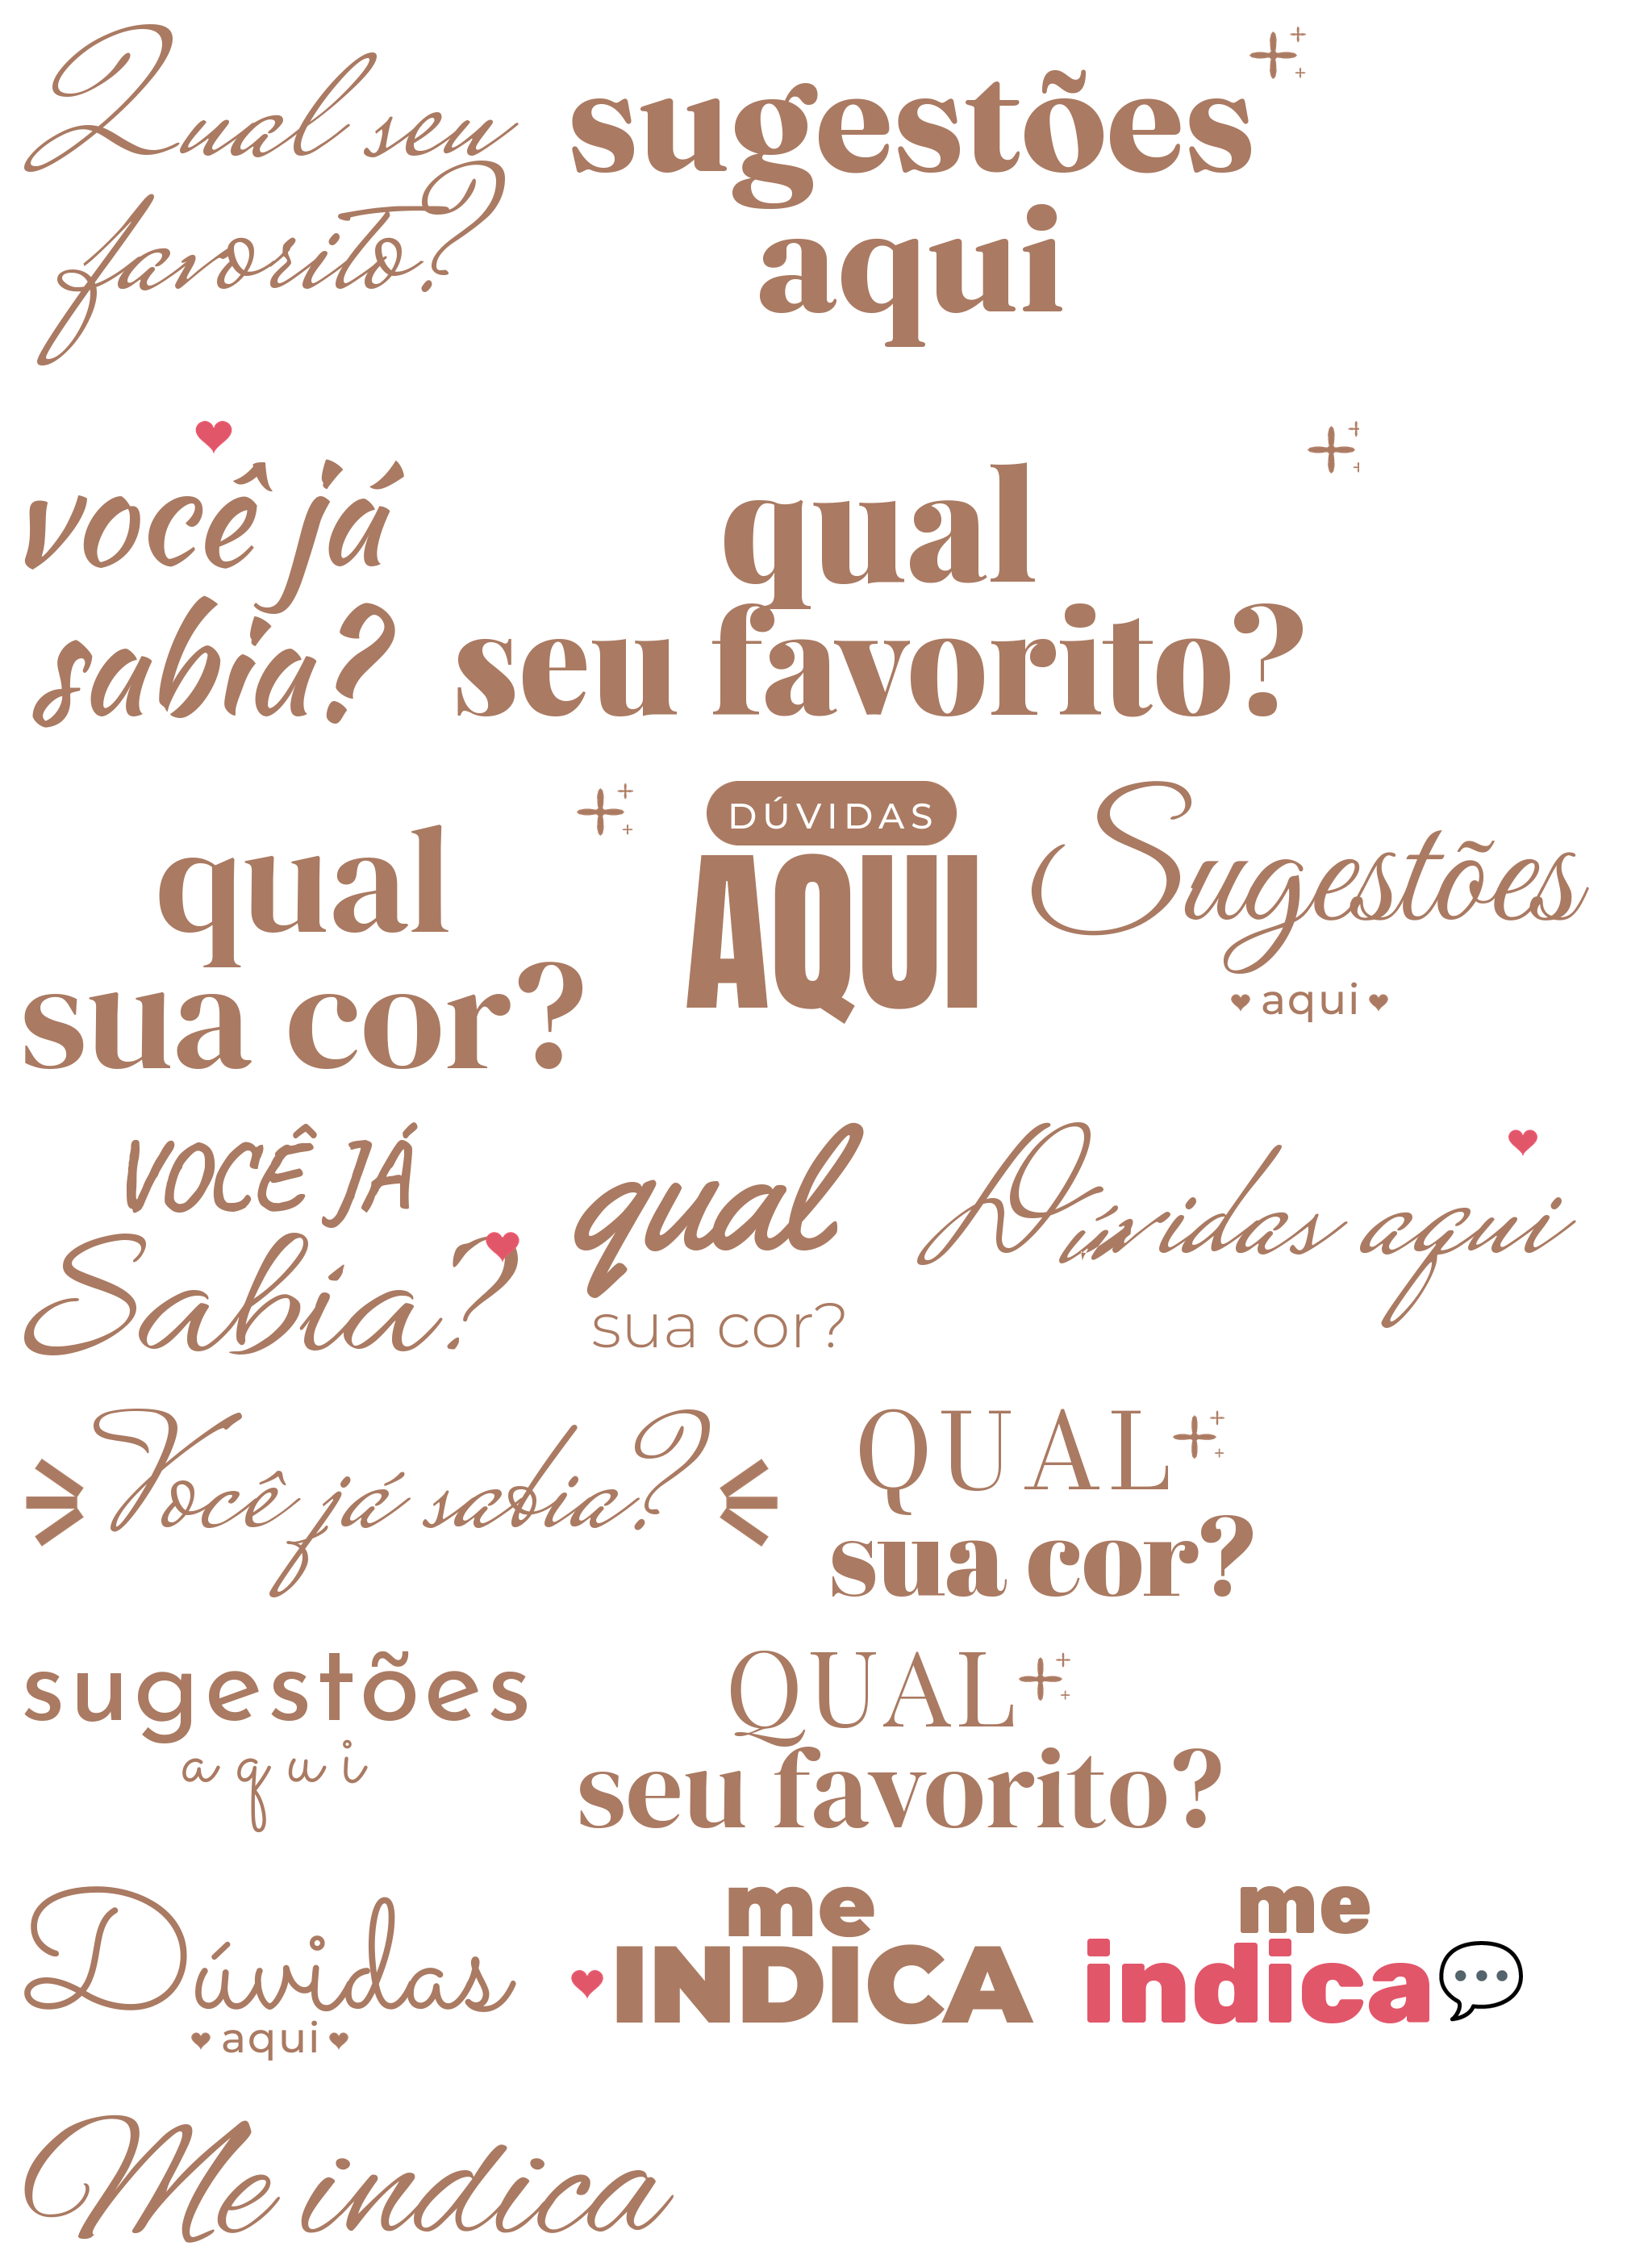 Qual seu
favorito?
sugestões
aqui
você já
sabia?
qual
seu favorito?
qual
sua cor?
DÚVIDAS
AQUI
Sugestões
aqui
VOCÊ JÁ
Sabia?
qual
sua cor?
Dúvidas aqui
Você já sabia?
QUAL
sua cor?
sugestões
aqui
QUAL
seu favorito?
Dúvidas
aqui
me
INDICA
me
indica
Me indica